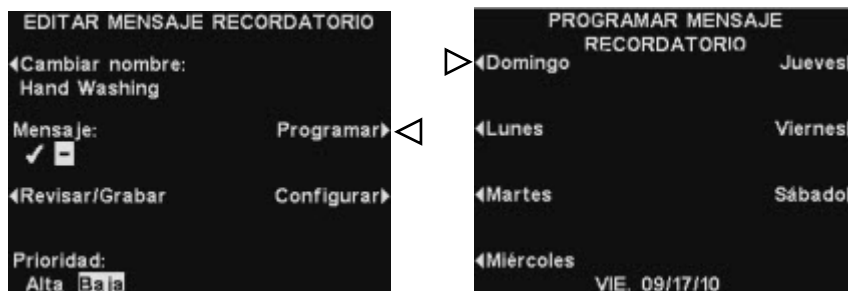 EDITAR MENSAJE RECORDATORIO
Cambiar nombre:
Hand Washing
Mensaje:
Programar
✓ -
Revisar/Grabar
Configurar
Prioridad:
Alta Baja
PROGRAMAR MENSAJE
RECORDATORIO
Domingo
Jueves
Lunes
Viernes
Martes
Sábado
Miércoles
VIE. 09/17/10